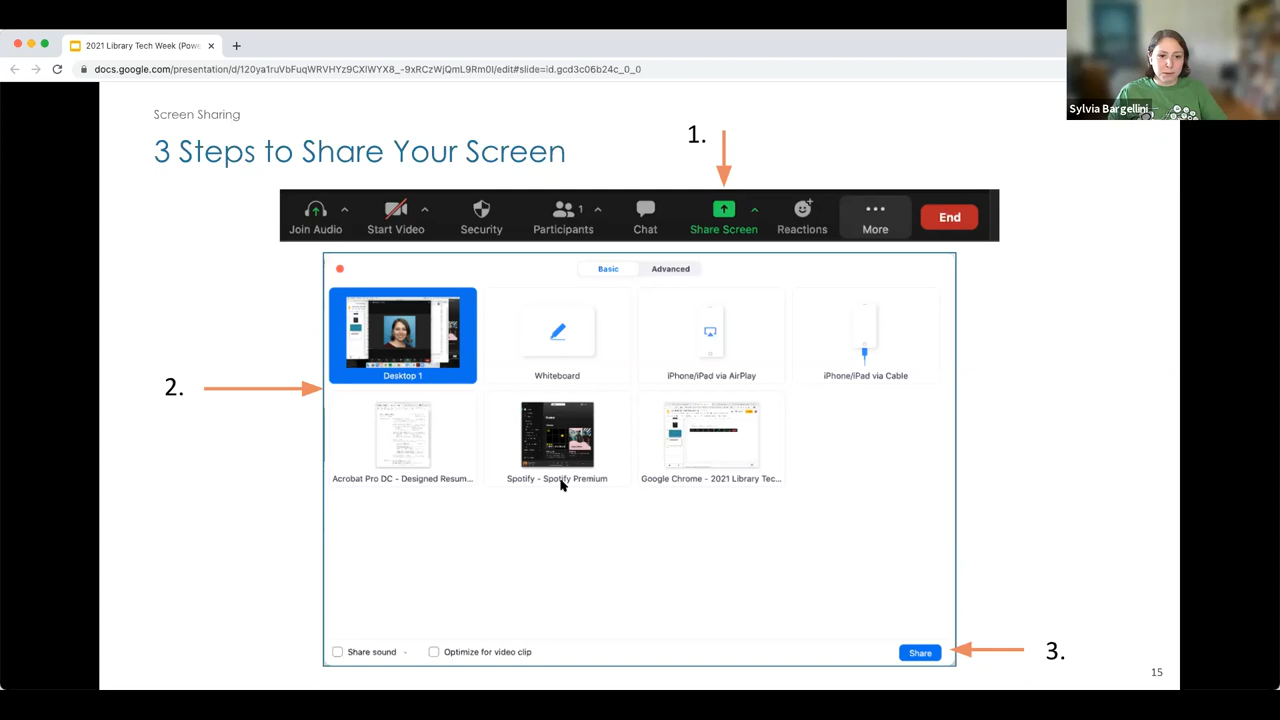 2021 Library Tech Week (Powe
docs.google.com/presentation/d/120ya1ruVbFuqWRVHYz9CXlWYX8_-9xRCzWjQmL9Rm0I/edit#slide=id.gcd3c06b24c_0_0
Sylvia Bargellini
Screen Sharing
3 Steps to Share Your Screen
1.
Join Audio Start Video Security Participants 1 Chat Share Screen Reactions More End
Basic Advanced
Desktop 1 Whiteboard iPhone/iPad via AirPlay iPhone/iPad via Cable
2.
Acrobat Pro DC - Designed Resum... Spotify - Spotify Premium Google Chrome - 2021 Library Tec...
Share sound Optimize for video clip Share
3.
15